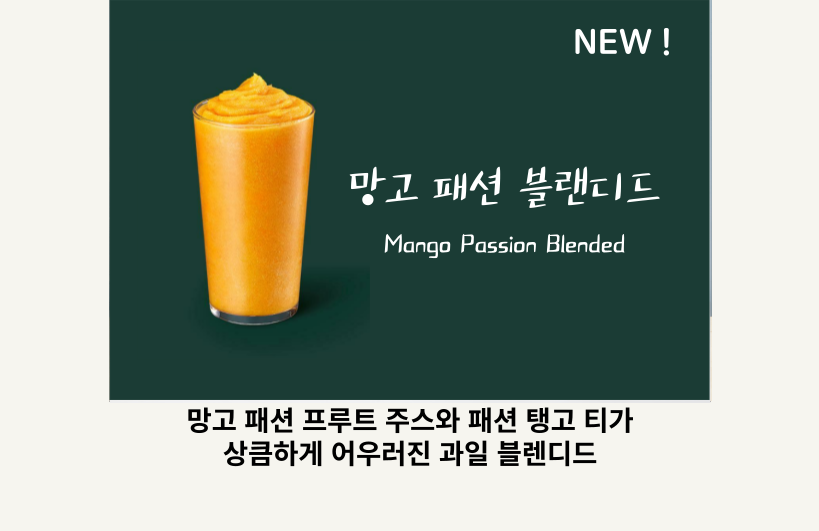 NEW !
망고 패션 블랜디드
Mango Passion Blended
망고 패션 프루트 주스와 패션 탱고 티가
상큼하게 어우러진 과일 블렌디드